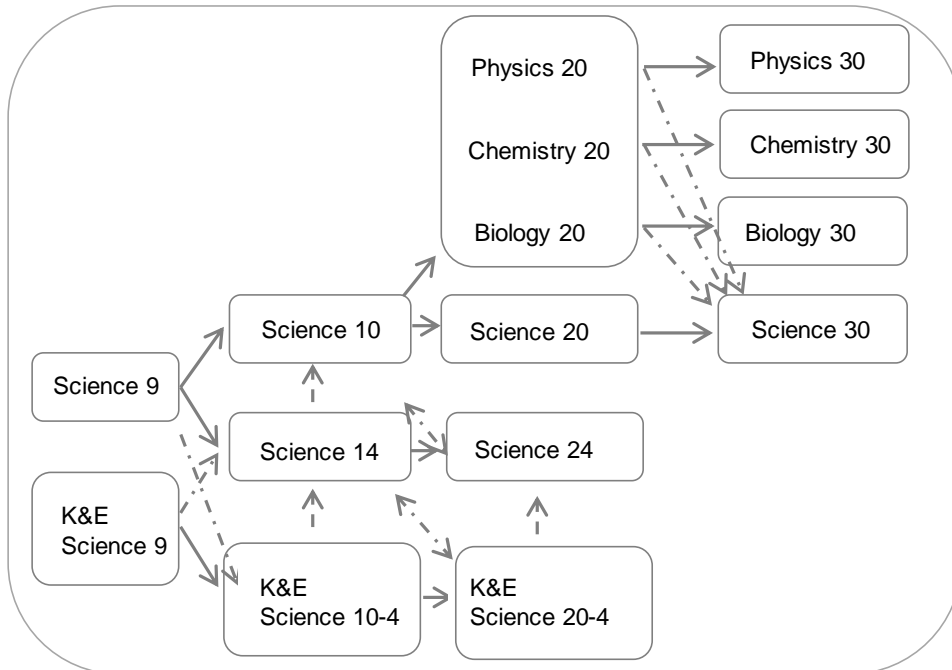 Physics 20
Physics 30
Chemistry 20
Chemistry 30
Biology 20
Biology 30
Science 10
Science 20
Science 30
Science 9
Science 14
Science 24
K&E
Science 9
K&E
Science 10-4
K&E
Science 20-4